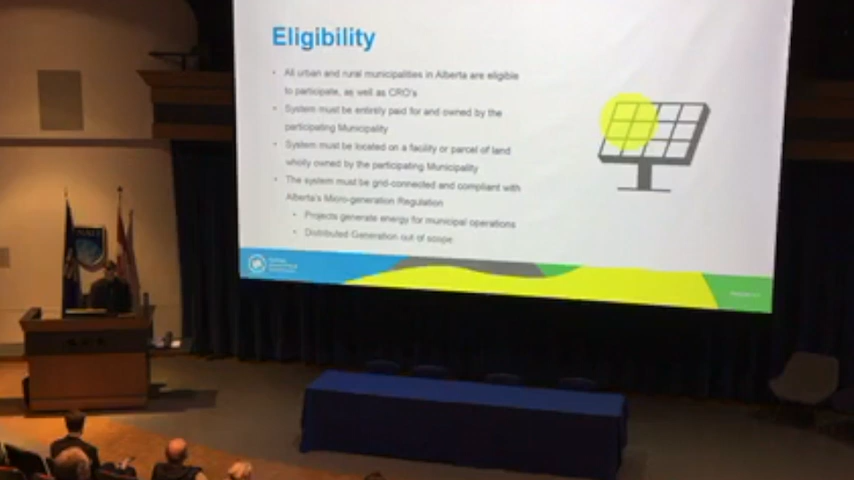 Eligibility
• All urban and rural municipalities in Alberta are eligible
to participate, as well as CRO's
• System must be entirely paid for and owned by the
participating Municipality
• System must be located on a facility or parcel of land
wholly owned by the participating Municipality
• The system must be grid-connected and compliant with
Alberta's Micro-generation Regulation
• Projects generate energy for municipal operations
• Distributed Generation out of scope